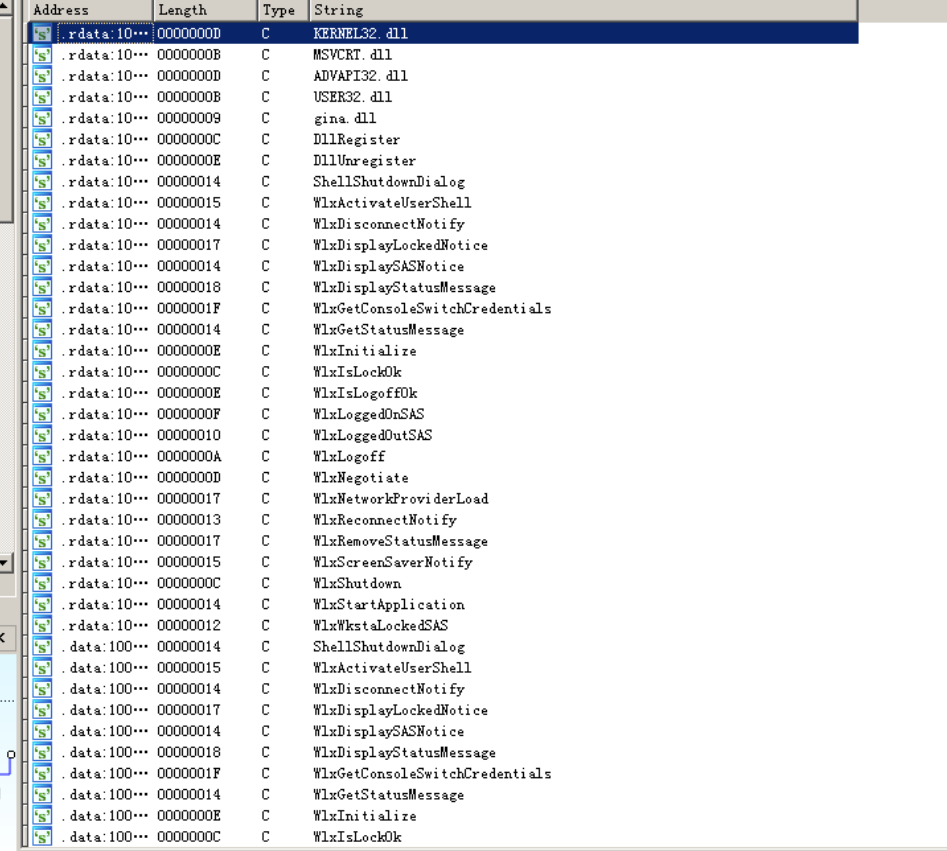 Address Length Type String
.rdata:10··· 0000000D C KERNEL32.dll
.rdata:10··· 0000000B C MSVCRT.dll
.rdata:10··· 0000000D C ADVAPI32.dll
.rdata:10··· 0000000B C USER32.dll
.rdata:10··· 00000009 C gina.dll
.rdata:10··· 0000000C C DllRegister
.rdata:10··· 0000000E C DllUnregister
.rdata:10··· 00000014 C ShellShutdownDialog
.rdata:10··· 00000015 C WlxActivateUserShell
.rdata:10··· 00000014 C WlxDisconnectNotify
.rdata:10··· 00000017 C WlxDisplayLockedNotice
.rdata:10··· 00000014 C WlxDisplaySASNotice
.rdata:10··· 00000018 C WlxDisplayStatusMessage
.rdata:10··· 0000001F C WlxGetConsoleSwitchCredentials
.rdata:10··· 00000014 C WlxGetStatusMessage
.rdata:10··· 0000000E C WlxInitialize
.rdata:10··· 0000000C C WlxIsLockOk
.rdata:10··· 0000000E C WlxIsLogoffOk
.rdata:10··· 0000000F C WlxLoggedOnSAS
.rdata:10··· 00000010 C WlxLoggedOutSAS
.rdata:10··· 0000000A C WlxLogoff
.rdata:10··· 0000000D C WlxNegotiate
.rdata:10··· 00000017 C WlxNetworkProviderLoad
.rdata:10··· 00000013 C WlxReconnectNotify
.rdata:10··· 00000017 C WlxRemoveStatusMessage
.rdata:10··· 00000015 C WlxScreenSaverNotify
.rdata:10··· 0000000C C WlxShutdown
.rdata:10··· 00000014 C WlxStartApplication
.rdata:10··· 00000012 C WlxWkstaLockedSAS
.data:100··· 00000014 C ShellShutdownDialog
.data:100··· 00000015 C WlxActivateUserShell
.data:100··· 00000014 C WlxDisconnectNotify
.data:100··· 00000017 C WlxDisplayLockedNotice
.data:100··· 00000014 C WlxDisplaySASNotice
.data:100··· 00000018 C WlxDisplayStatusMessage
.data:100··· 0000001F C WlxGetConsoleSwitchCredentials
.data:100··· 00000014 C WlxGetStatusMessage
.data:100··· 0000000E C WlxInitialize
.data:100··· 0000000C C WlxIsLockOk